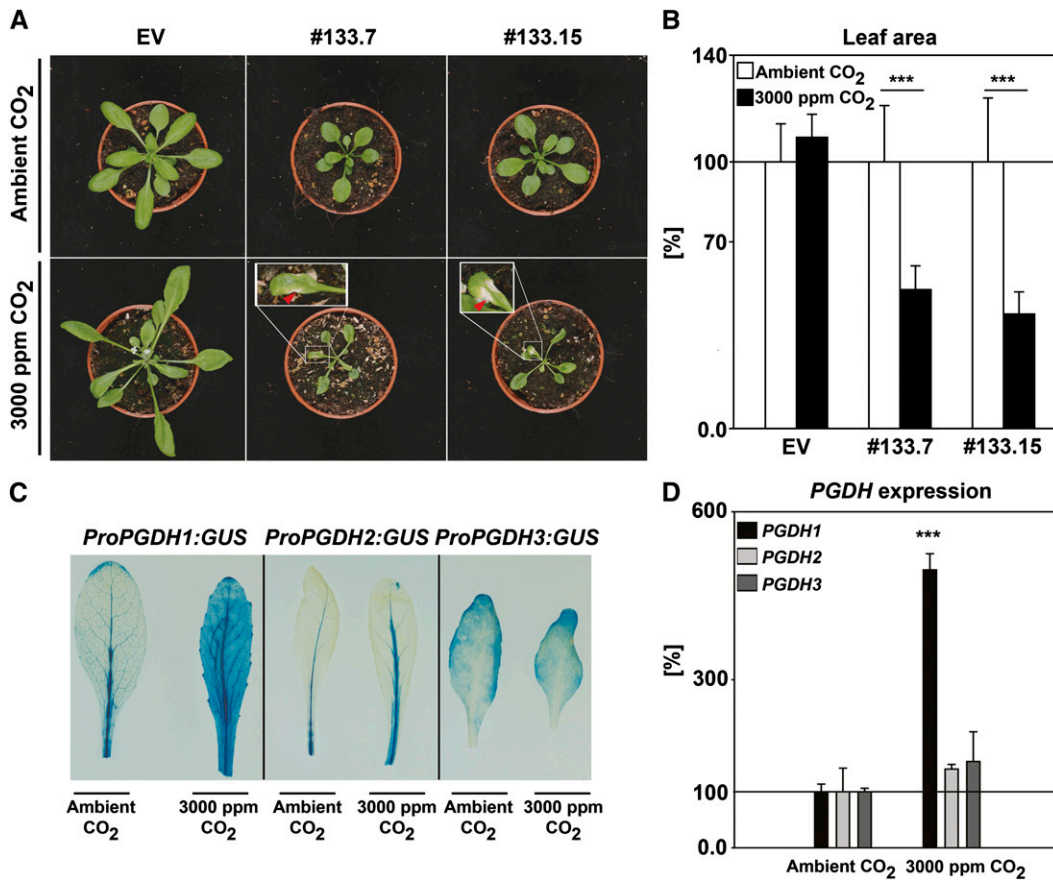 A
EV #133.7 #133.15
Ambient CO2
3000 ppm CO2
B
Leaf area
140
100
70
0.0
[%]
Ambient CO2
3000 ppm CO2
*** ***
EV #133.7 #133.15
C
ProPGDH1:GUS ProPGDH2:GUS ProPGDH3:GUS
Ambient 3000 ppm Ambient 3000 ppm Ambient 3000 ppm
CO2 CO2 CO2 CO2 CO2 CO2
D
PGDH expression
600
300
100
0.0
[%]
PGDH1
PGDH2
PGDH3
***
Ambient CO2 3000 ppm CO2